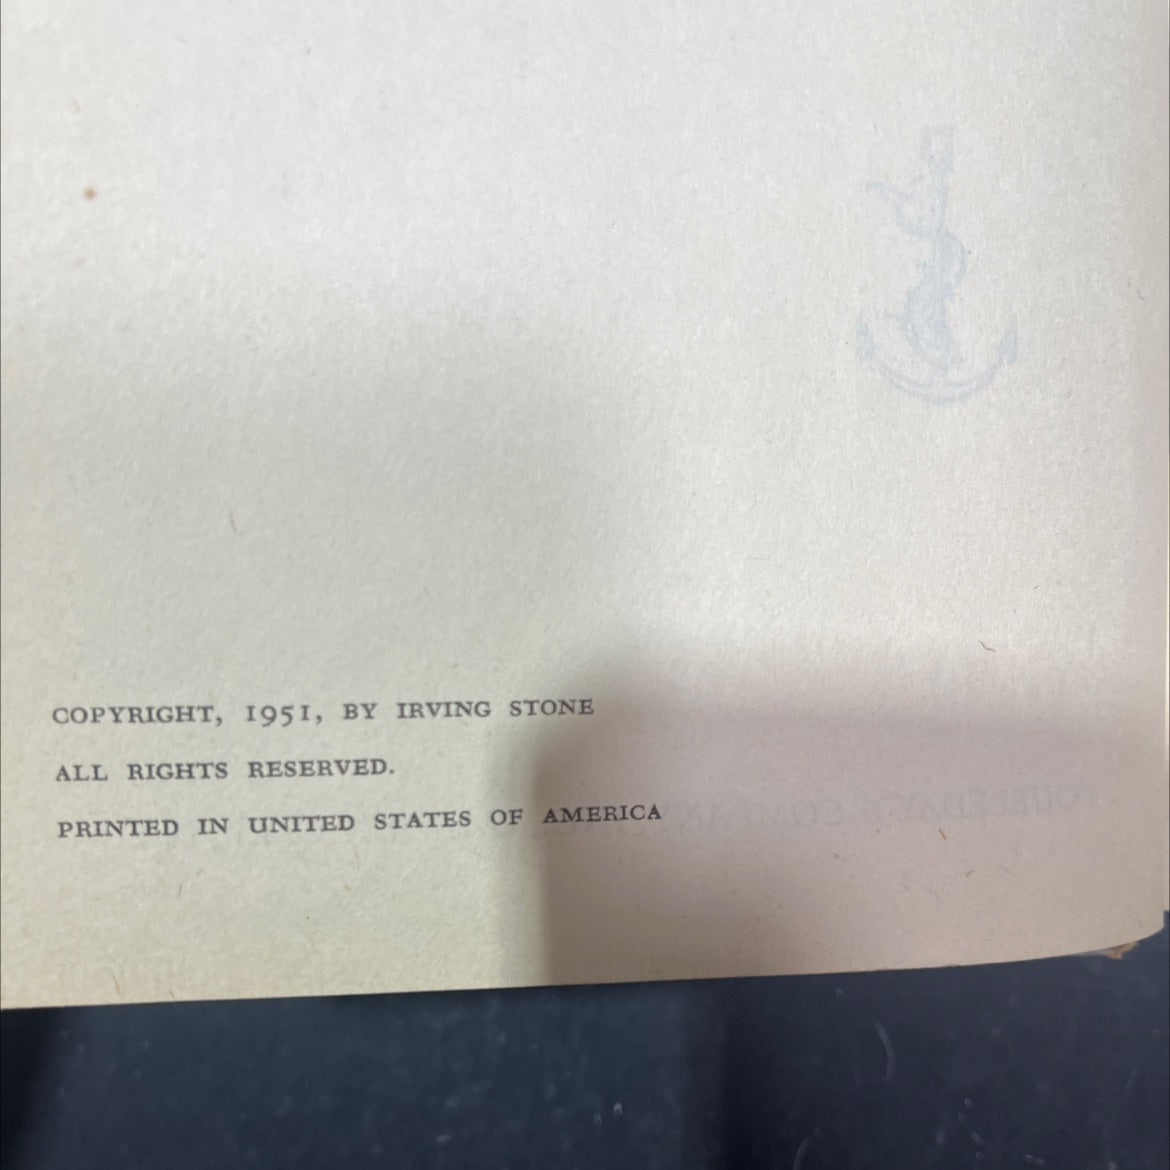 COPYRIGHT, 1951, BY IRVING STONE
ALL RIGHTS RESERVED.
PRINTED IN UNITED STATES OF AMERICA